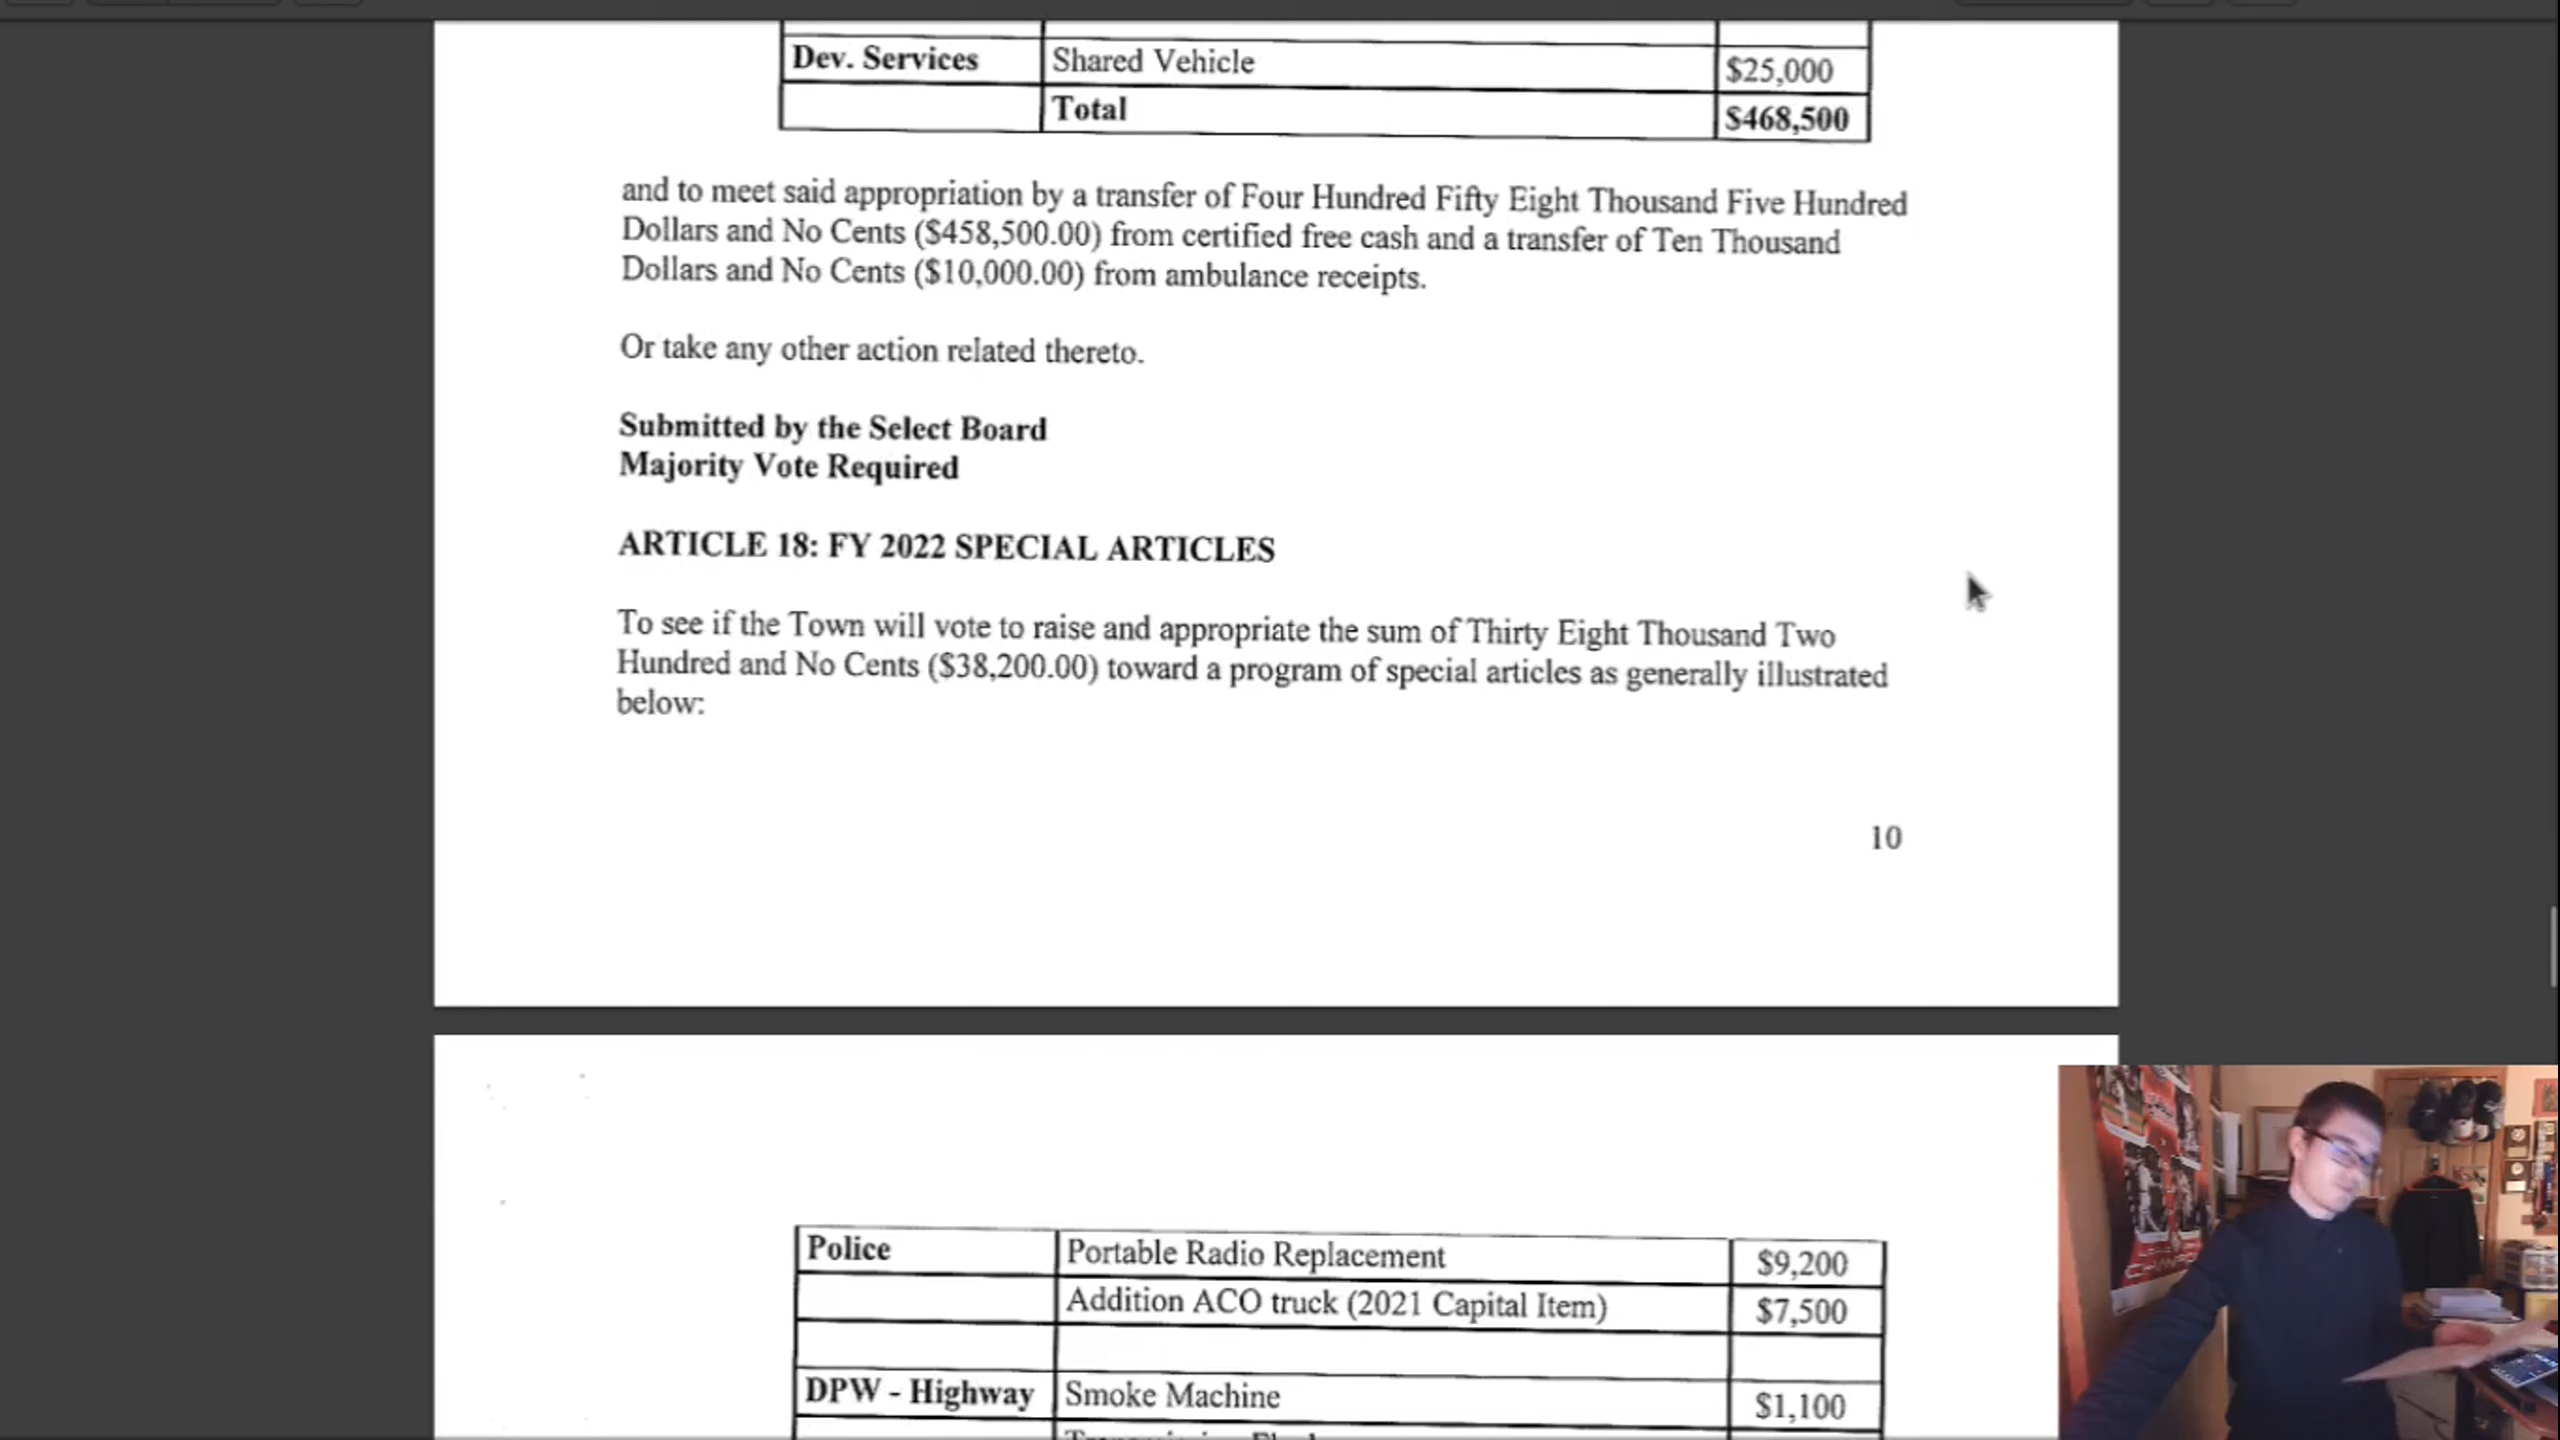 Dev. Services Shared Vehicle $25,000
Total $468,500
and to meet said appropriation by a transfer of Four Hundred Fifty Eight Thousand Five Hundred
Dollars and No Cents ($458,500.00) from certified free cash and a transfer of Ten Thousand
Dollars and No Cents ($10,000.00) from ambulance receipts.
Or take any other action related thereto.
Submitted by the Select Board
Majority Vote Required
ARTICLE 18: FY 2022 SPECIAL ARTICLES
To see if the Town will vote to raise and appropriate the sum of Thirty Eight Thousand Two
Hundred and No Cents ($38,200.00) toward a program of special articles as generally illustrated
below:
10
Police Portable Radio Replacement $9,200
Addition ACO truck (2021 Capital Item) $7,500
DPW - Highway Smoke Machine $1,100